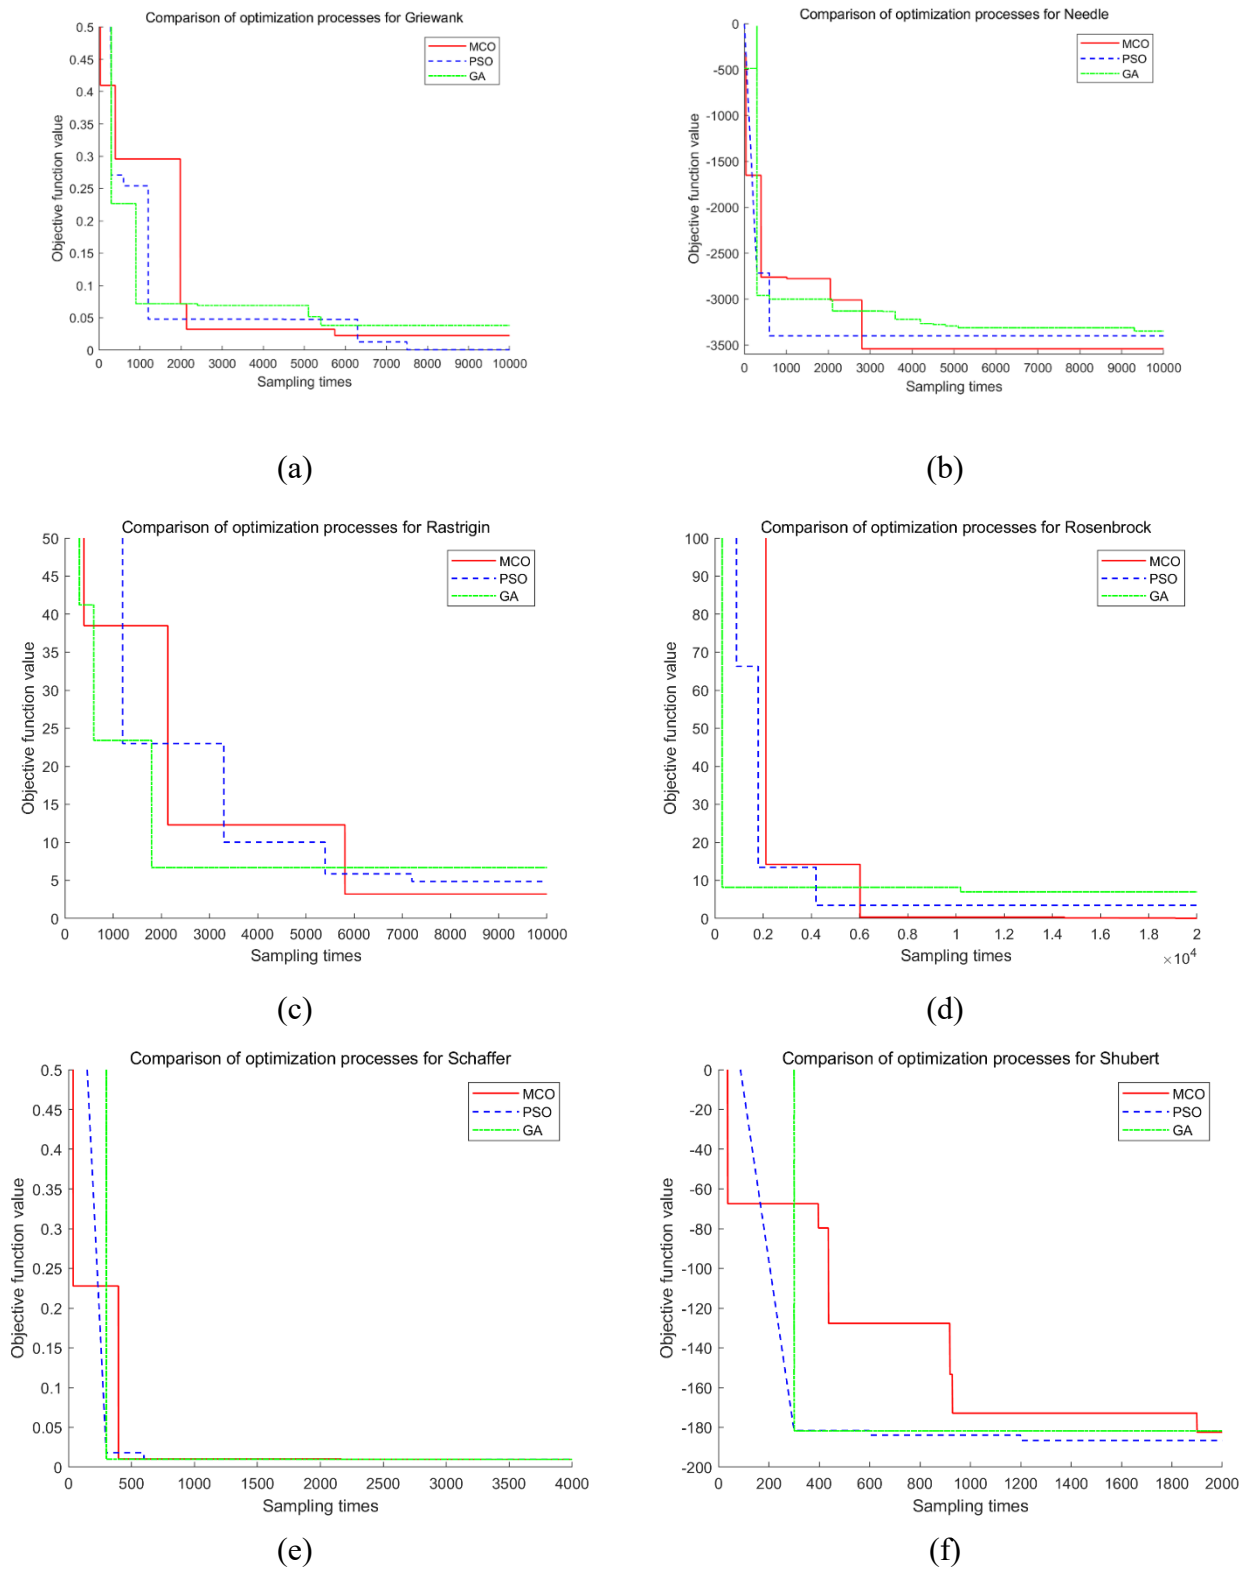 Comparison of optimization processes for Griewank
0.5
0.45
0.4
0.35
0.3
0.25
0.2
0.15
0.1
0.05
0
Objective function value
MCO
PSO
GA
0 1000 2000 3000 4000 5000 6000 7000 8000 9000 10000
Sampling times
(a)
Comparison of optimization processes for Needle
0
-500
-1000
-1500
-2000
-2500
-3000
-3500
Objective function value
MCO
PSO
GA
0 1000 2000 3000 4000 5000 6000 7000 8000 9000 10000
Sampling times
(b)
Comparison of optimization processes for Rastrigin
50
45
40
35
30
25
20
15
10
5
0
Objective function value
MCO
PSO
GA
0 1000 2000 3000 4000 5000 6000 7000 8000 9000 10000
Sampling times
(c)
Comparison of optimization processes for Rosenbrock
100
90
80
70
60
50
40
30
20
10
0
Objective function value
MCO
PSO
GA
0 0.2 0.4 0.6 0.8 1 1.2 1.4 1.6 1.8 2
Sampling times ×10^4
(d)
Comparison of optimization processes for Schaffer
0.5
0.45
0.4
0.35
0.3
0.25
0.2
0.15
0.1
0.05
0
Objective function value
MCO
PSO
GA
0 500 1000 1500 2000 2500 3000 3500 4000
Sampling times
(e)
Comparison of optimization processes for Shubert
0
-20
-40
-60
-80
-100
-120
-140
-160
-180
-200
Objective function value
MCO
PSO
GA
0 200 400 600 800 1000 1200 1400 1600 1800 2000
Sampling times
(f)